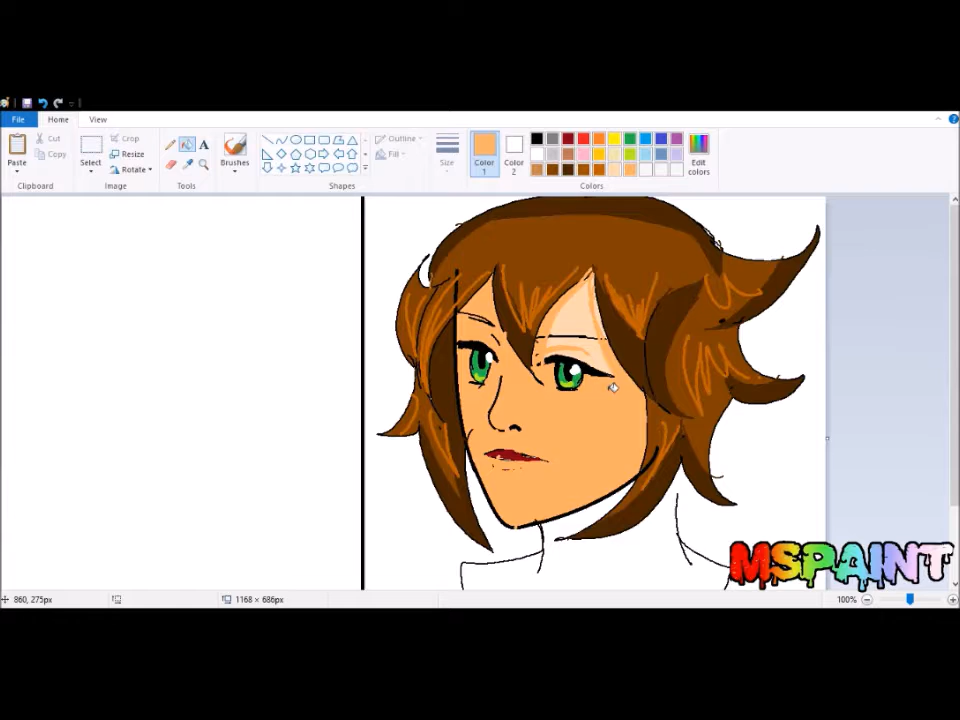 File Home View
Cut
Copy
Paste
Clipboard
Select
Crop
Resize
Rotate
Image
A
Tools
Brushes
Outline
Fill
Shapes
Size
Color
1
Color
2
Edit
colors
Colors
MSPAINT
860, 275px
1168 × 686px
100%